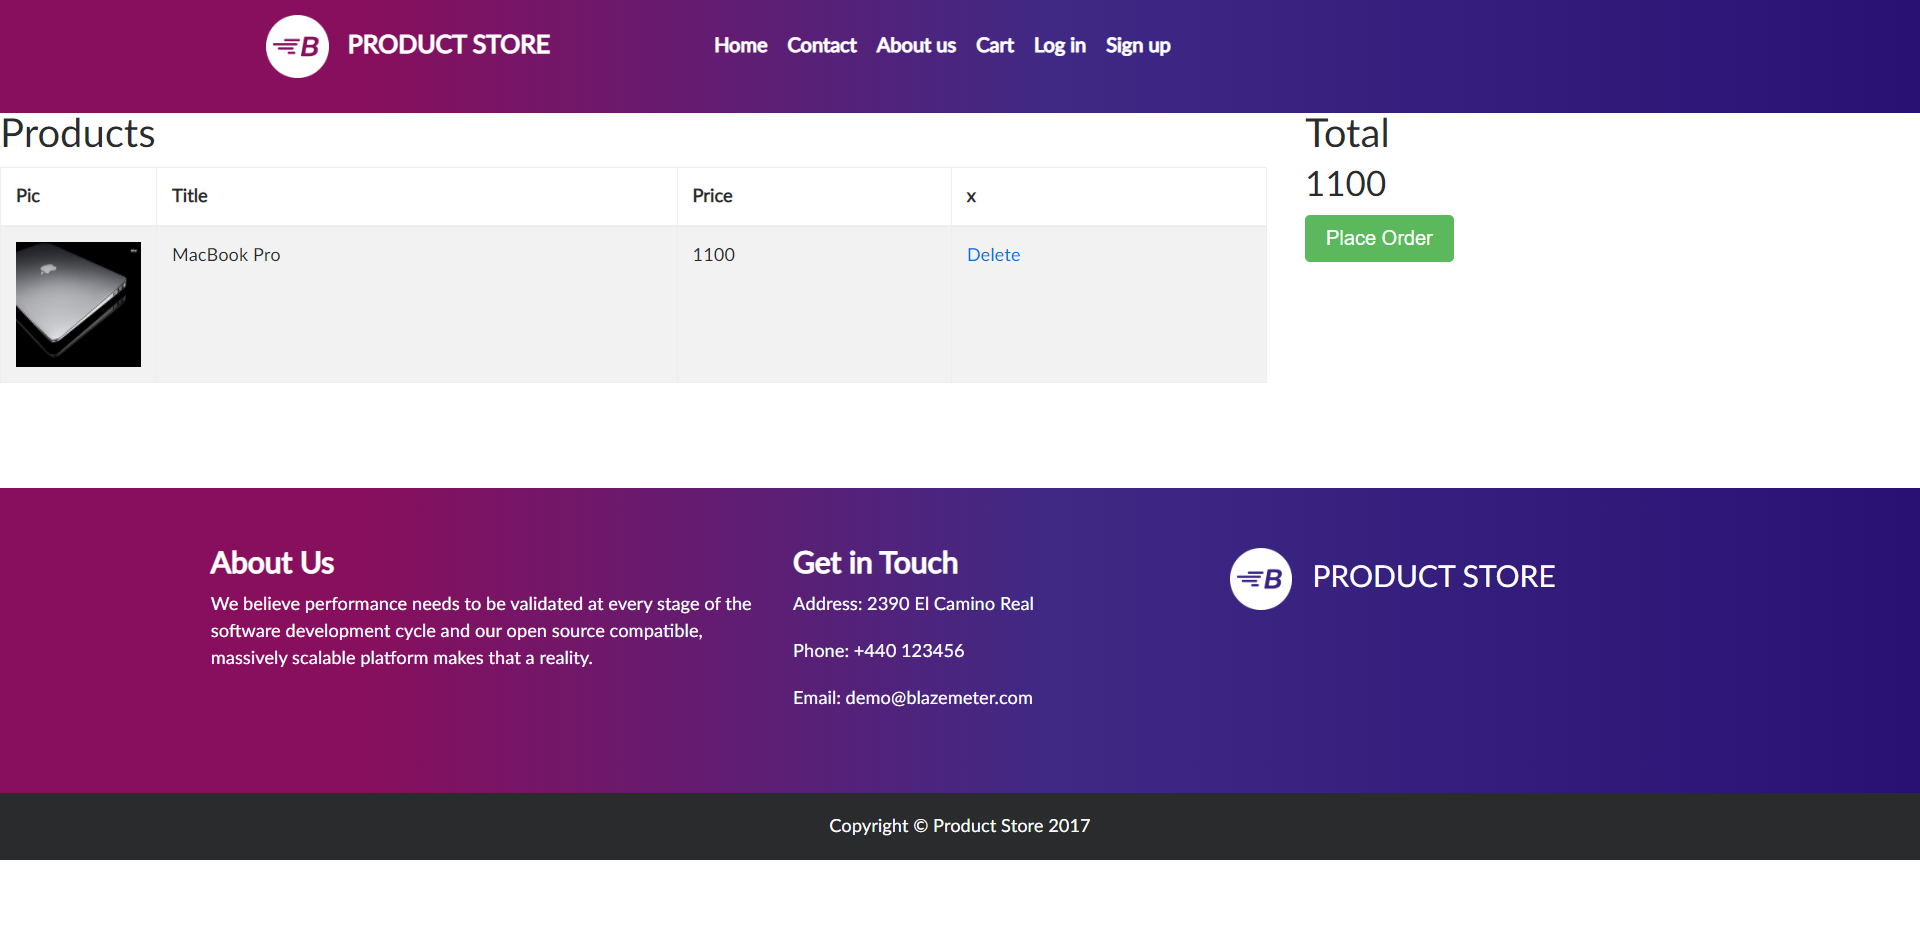 B PRODUCT STORE Home Contact About us Cart Log in Sign up
Products
Pic Title Price x
MacBook Pro 1100 Delete
Total
1100
Place Order
About Us
We believe performance needs to be validated at every stage of the
software development cycle and our open source compatible,
massively scalable platform makes that a reality.
Get in Touch
Address: 2390 El Camino Real
Phone: +440 123456
Email: demo@blazemeter.com
B PRODUCT STORE
Copyright © Product Store 2017